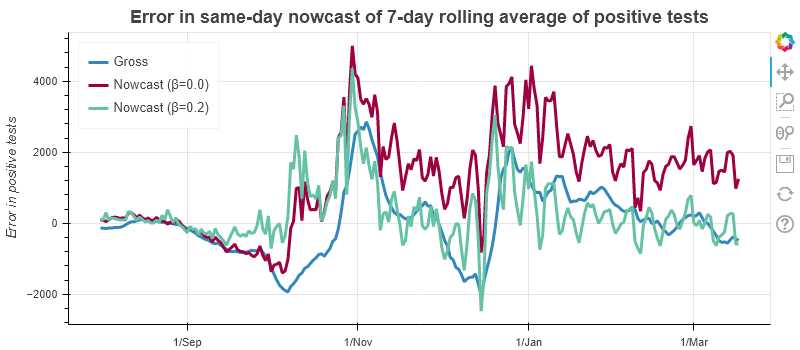 Error in same-day nowcast of 7-day rolling average of positive tests
Gross
Nowcast (β=0.0)
Nowcast (β=0.2)
Error in positive tests
4000
2000
0
−2000
1/Sep
1/Nov
1/Jan
1/Mar